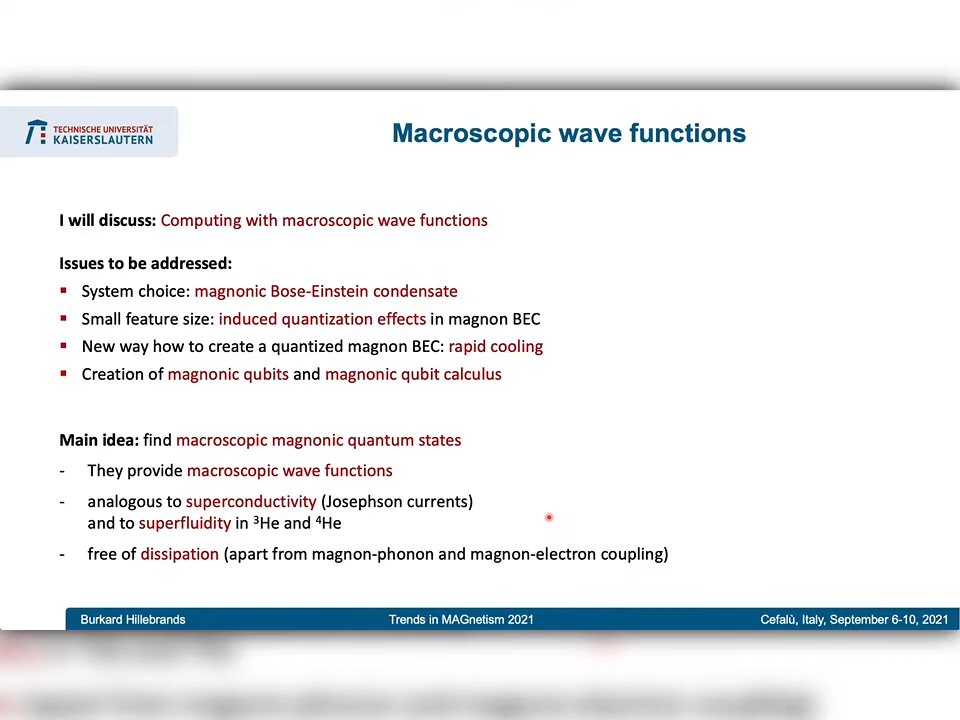 TECHNISCHE UNIVERSITÄT
KAISERSLAUTERN
Macroscopic wave functions
I will discuss: Computing with macroscopic wave functions
Issues to be addressed:
▪ System choice: magnonic Bose-Einstein condensate
▪ Small feature size: induced quantization effects in magnon BEC
▪ New way how to create a quantized magnon BEC: rapid cooling
▪ Creation of magnonic qubits and magnonic qubit calculus
Main idea: find macroscopic magnonic quantum states
- They provide macroscopic wave functions
- analogous to superconductivity (Josephson currents)
and to superfluidity in ³He and ⁴He
- free of dissipation (apart from magnon-phonon and magnon-electron coupling)
Burkard Hillebrands Trends in MAGnetism 2021 Cefalù, Italy, September 6-10, 2021